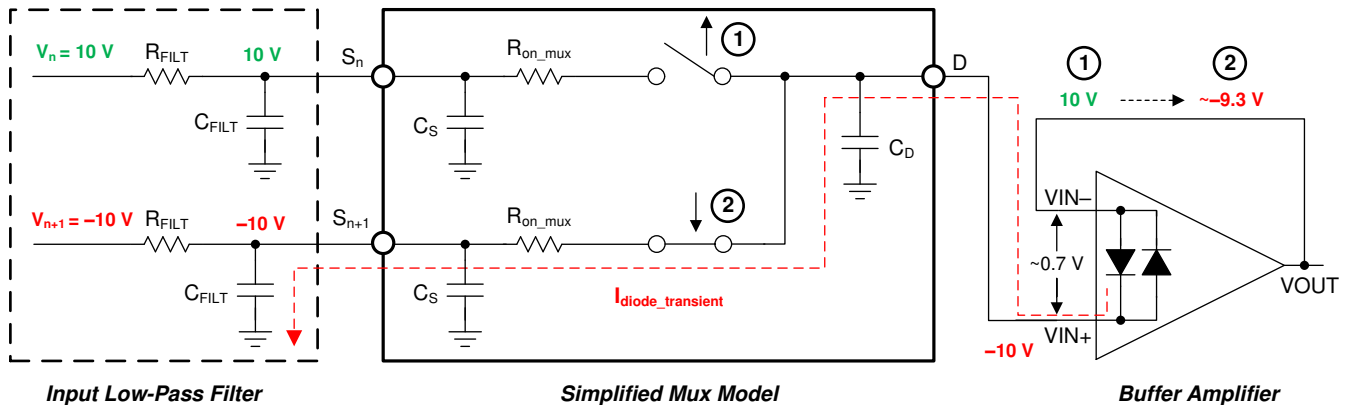 Vn = 10 V
RFILT
10 V
Sn
Ron_mux
1
D
1
2
10 V
~–9.3 V
CFILT
CS
CD
Vn+1 = –10 V
RFILT
–10 V
Sn+1
Ron_mux
2
VIN–
~0.7 V
VOUT
CFILT
CS
Idiode_transient
VIN+
–10 V
Input Low-Pass Filter
Simplified Mux Model
Buffer Amplifier